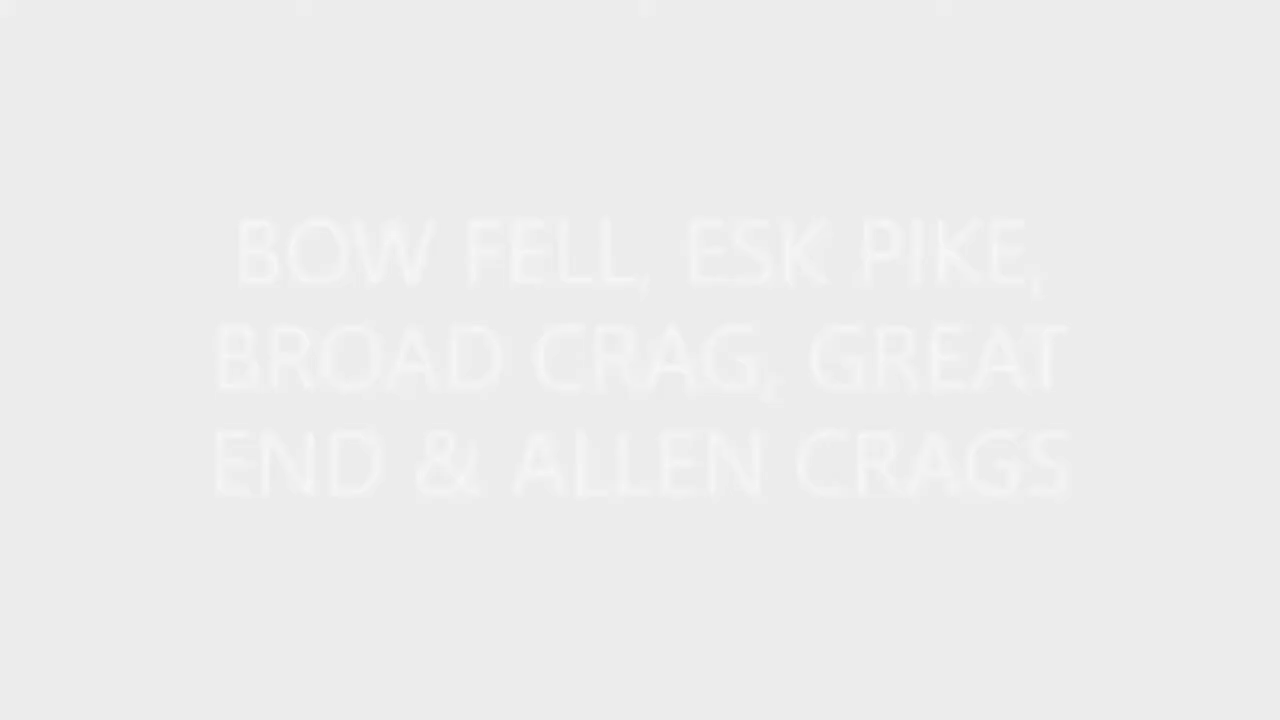 BOW FELL, ESK PIKE,
BROAD CRAG, GREAT
END & ALLEN CRAGS